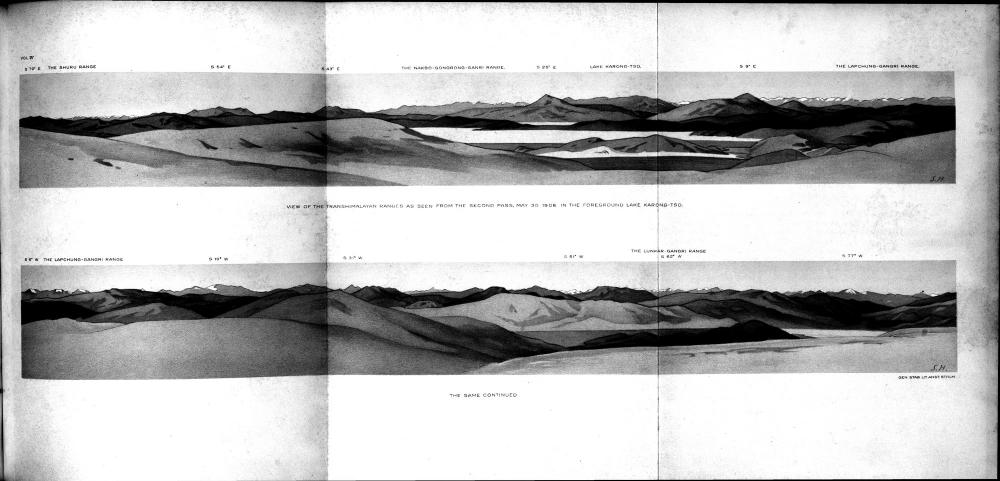 VOL. IV
S 70° E THE SHURU RANGE S 54° E S 43° E THE NAKBO-GONGRONG-GANRI RANGE. S 25° E LAKE KARONG-TSO. S 9° E THE LAPCHUNG-GANGRI RANGE.
S.H.
VIEW OF THE TRANSHIMALAYAN RANGES AS SEEN FROM THE SECOND PASS, MAY 30 1908. IN THE FOREGROUND LAKE KARONG-TSO.
THE LUNKAR-GANGRI RANGE
THE LAPCHUNG-GANGRI RANGE S 19° W S 61° W S 62° W S 77° W
S.H.
GEN. STAB. LIT. ANST. STHLM
THE SAME CONTINUED